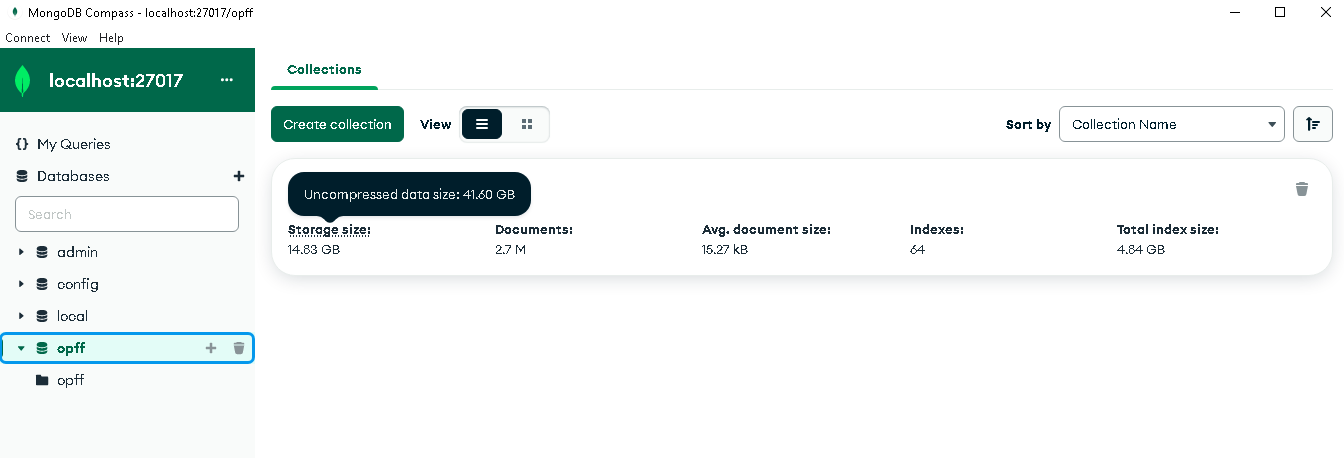 MongoDB Compass - localhost:27017/opff
Connect View Help
localhost:27017 ...
{} My Queries
Databases +
Search
admin
config
local
opff +
opff
Collections
Create collection View Sort by Collection Name
Uncompressed data size: 41.60 GB
Storage size: Documents: Avg. document size: Indexes: Total index size:
14.83 GB 2.7 M 15.27 kB 64 4.84 GB